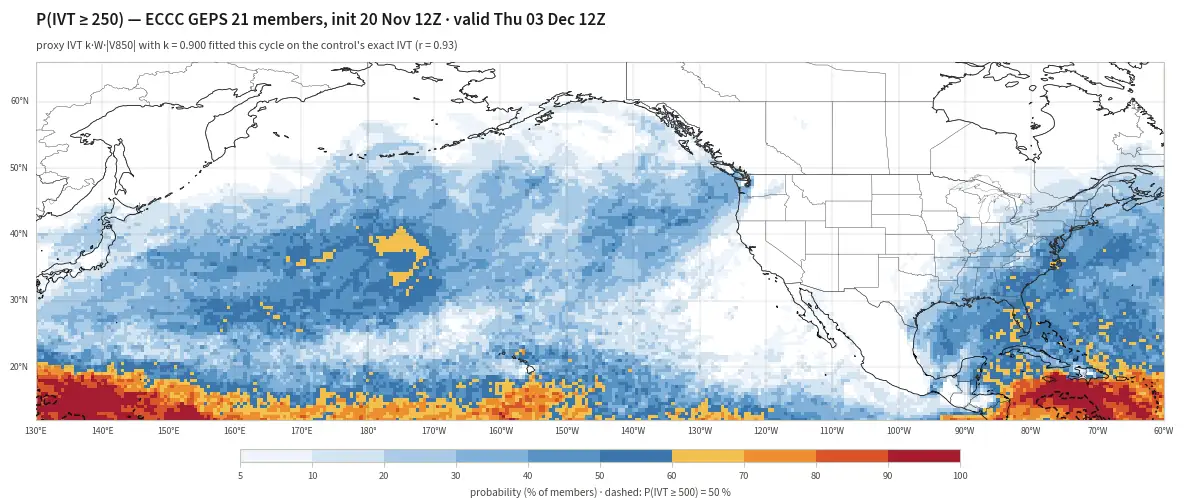 P(IVT ≥ 250) — ECCC GEPS 21 members, init 20 Nov 12Z · valid Thu 03 Dec 12Z
proxy IVT k·W·|V850| with k = 0.900 fitted this cycle on the control's exact IVT (r = 0.93)
60°N
50°N
40°N
30°N
20°N
130°E 140°E 150°E 160°E 170°E 180° 170°W 160°W 150°W 140°W 130°W 120°W 110°W 100°W 90°W 80°W 70°W 60°W
5 10 20 30 40 50 60 70 80 90 100
probability (% of members) · dashed: P(IVT ≥ 500) = 50 %